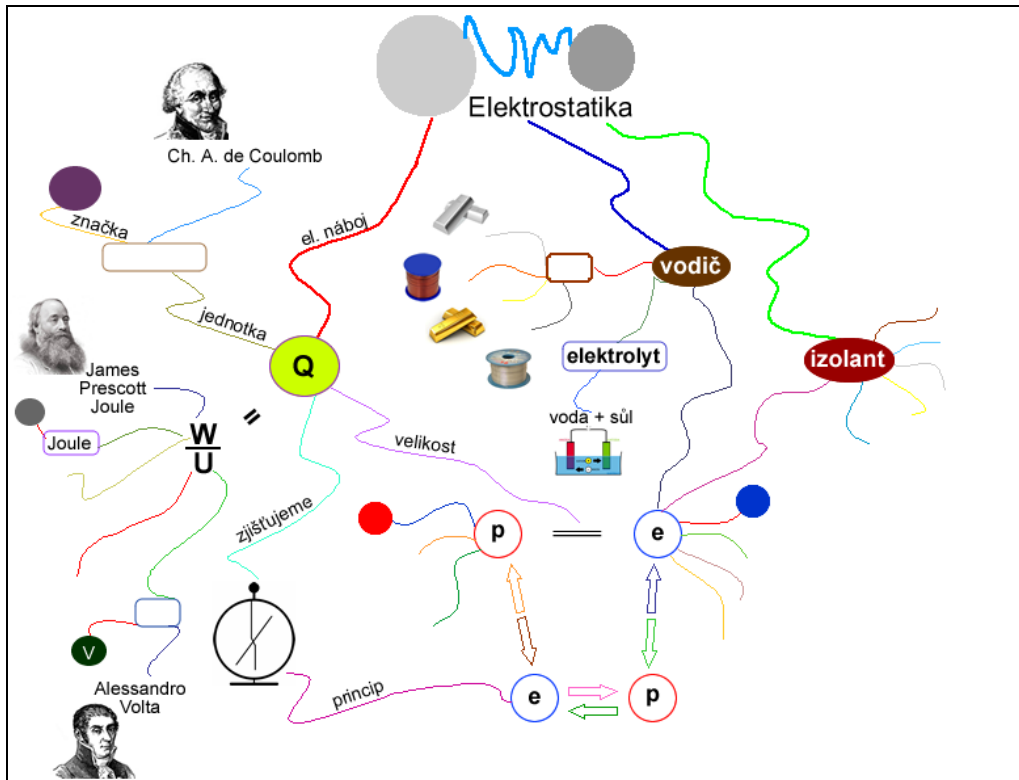 Elektrostatika
Ch. A. de Coulomb
značka
el. náboj
vodič
jednotka
izolant
Q
elektrolyt
James
Prescott
Joule
voda + sůl
=
W
U
Joule
velikost
zjišťujeme
p
=
e
V
Alessandro
Volta
princip
e
p